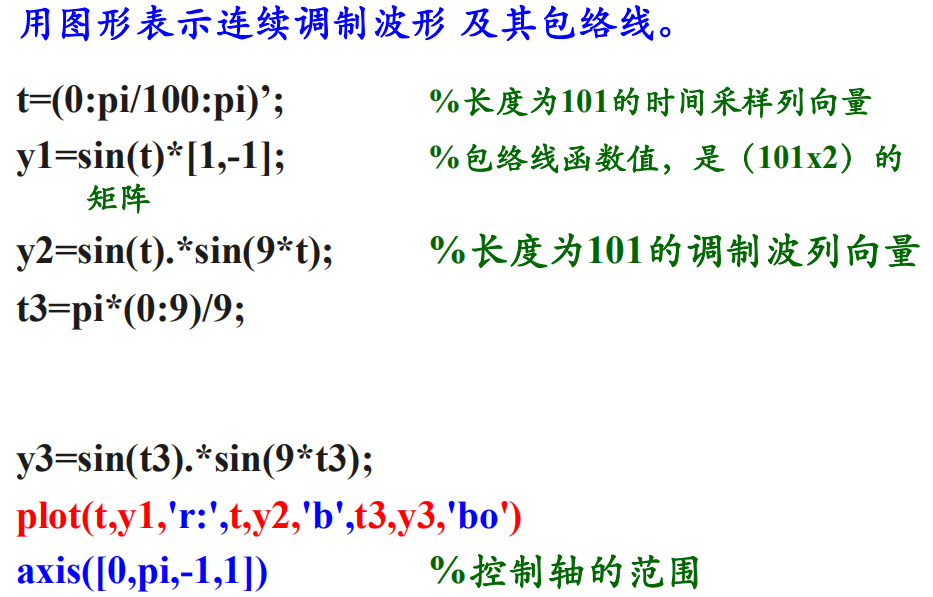 用图形表示连续调制波形 及其包络线。
t=(0:pi/100:pi)’; %长度为101的时间采样列向量
y1=sin(t)*[1,-1]; %包络线函数值，是（101x2）的
矩阵
y2=sin(t).*sin(9*t); %长度为101的调制波列向量
t3=pi*(0:9)/9;
y3=sin(t3).*sin(9*t3);
plot(t,y1,'r:',t,y2,'b',t3,y3,'bo')
axis([0,pi,-1,1]) %控制轴的范围